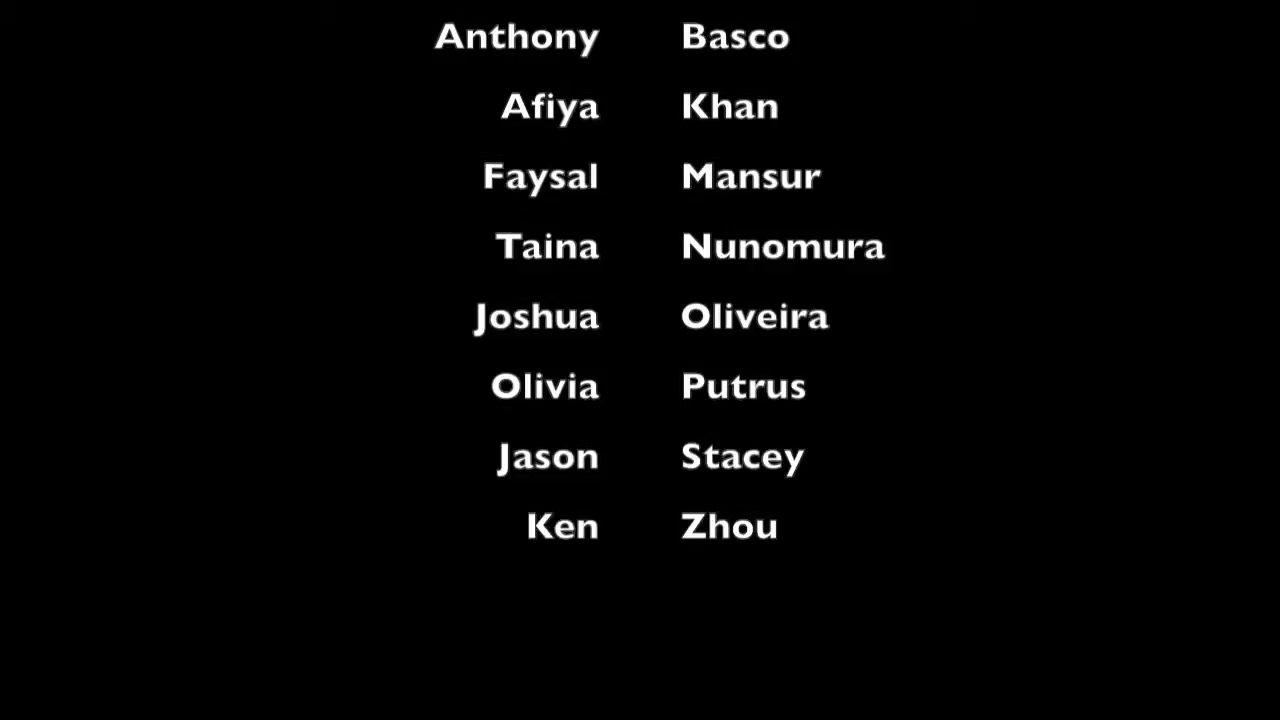 Anthony Basco
Afiya Khan
Faysal Mansur
Taina Nunomura
Joshua Oliveira
Olivia Putrus
Jason Stacey
Ken Zhou